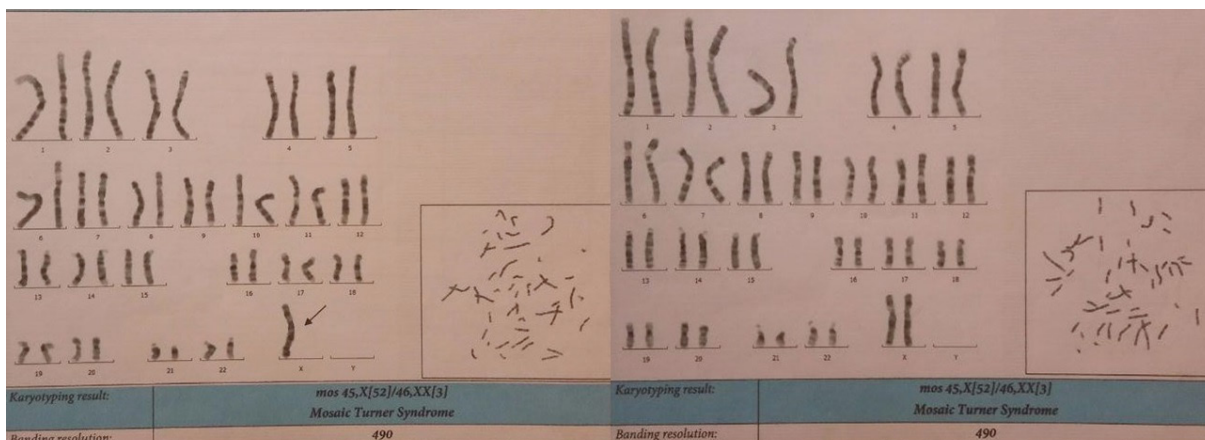 1 2 3 4 5
6 7 8 9 10 11 12
13 14 15 16 17 18
19 20 21 22 X Y
Karyotyping result: mos 45,X[52]/46,XX[3]
Mosaic Turner Syndrome
Banding resolution: 490
1 2 3 4 5
6 7 8 9 10 11 12
13 14 15 16 17 18
19 20 21 22 X Y
Karyotyping result: mos 45,X[52]/46,XX[3]
Mosaic Turner Syndrome
Banding resolution: 490